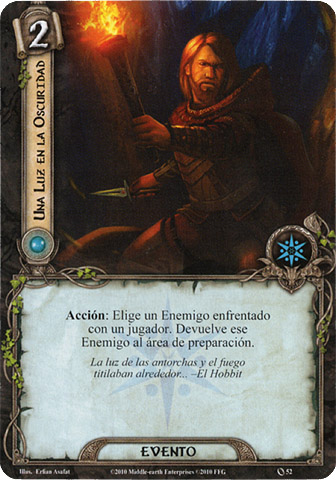 2
UNA LUZ EN LA OSCURIDAD
Acción: Elige un Enemigo enfrentado
con un jugador. Devuelve ese
Enemigo al área de preparación.
La luz de las antorchas y el fuego
titilaban alrededor... –El Hobbit
EVENTO
Illus. Erfian Asafat
©2010 Middle-earth Enterprises ©2010 FFG
52